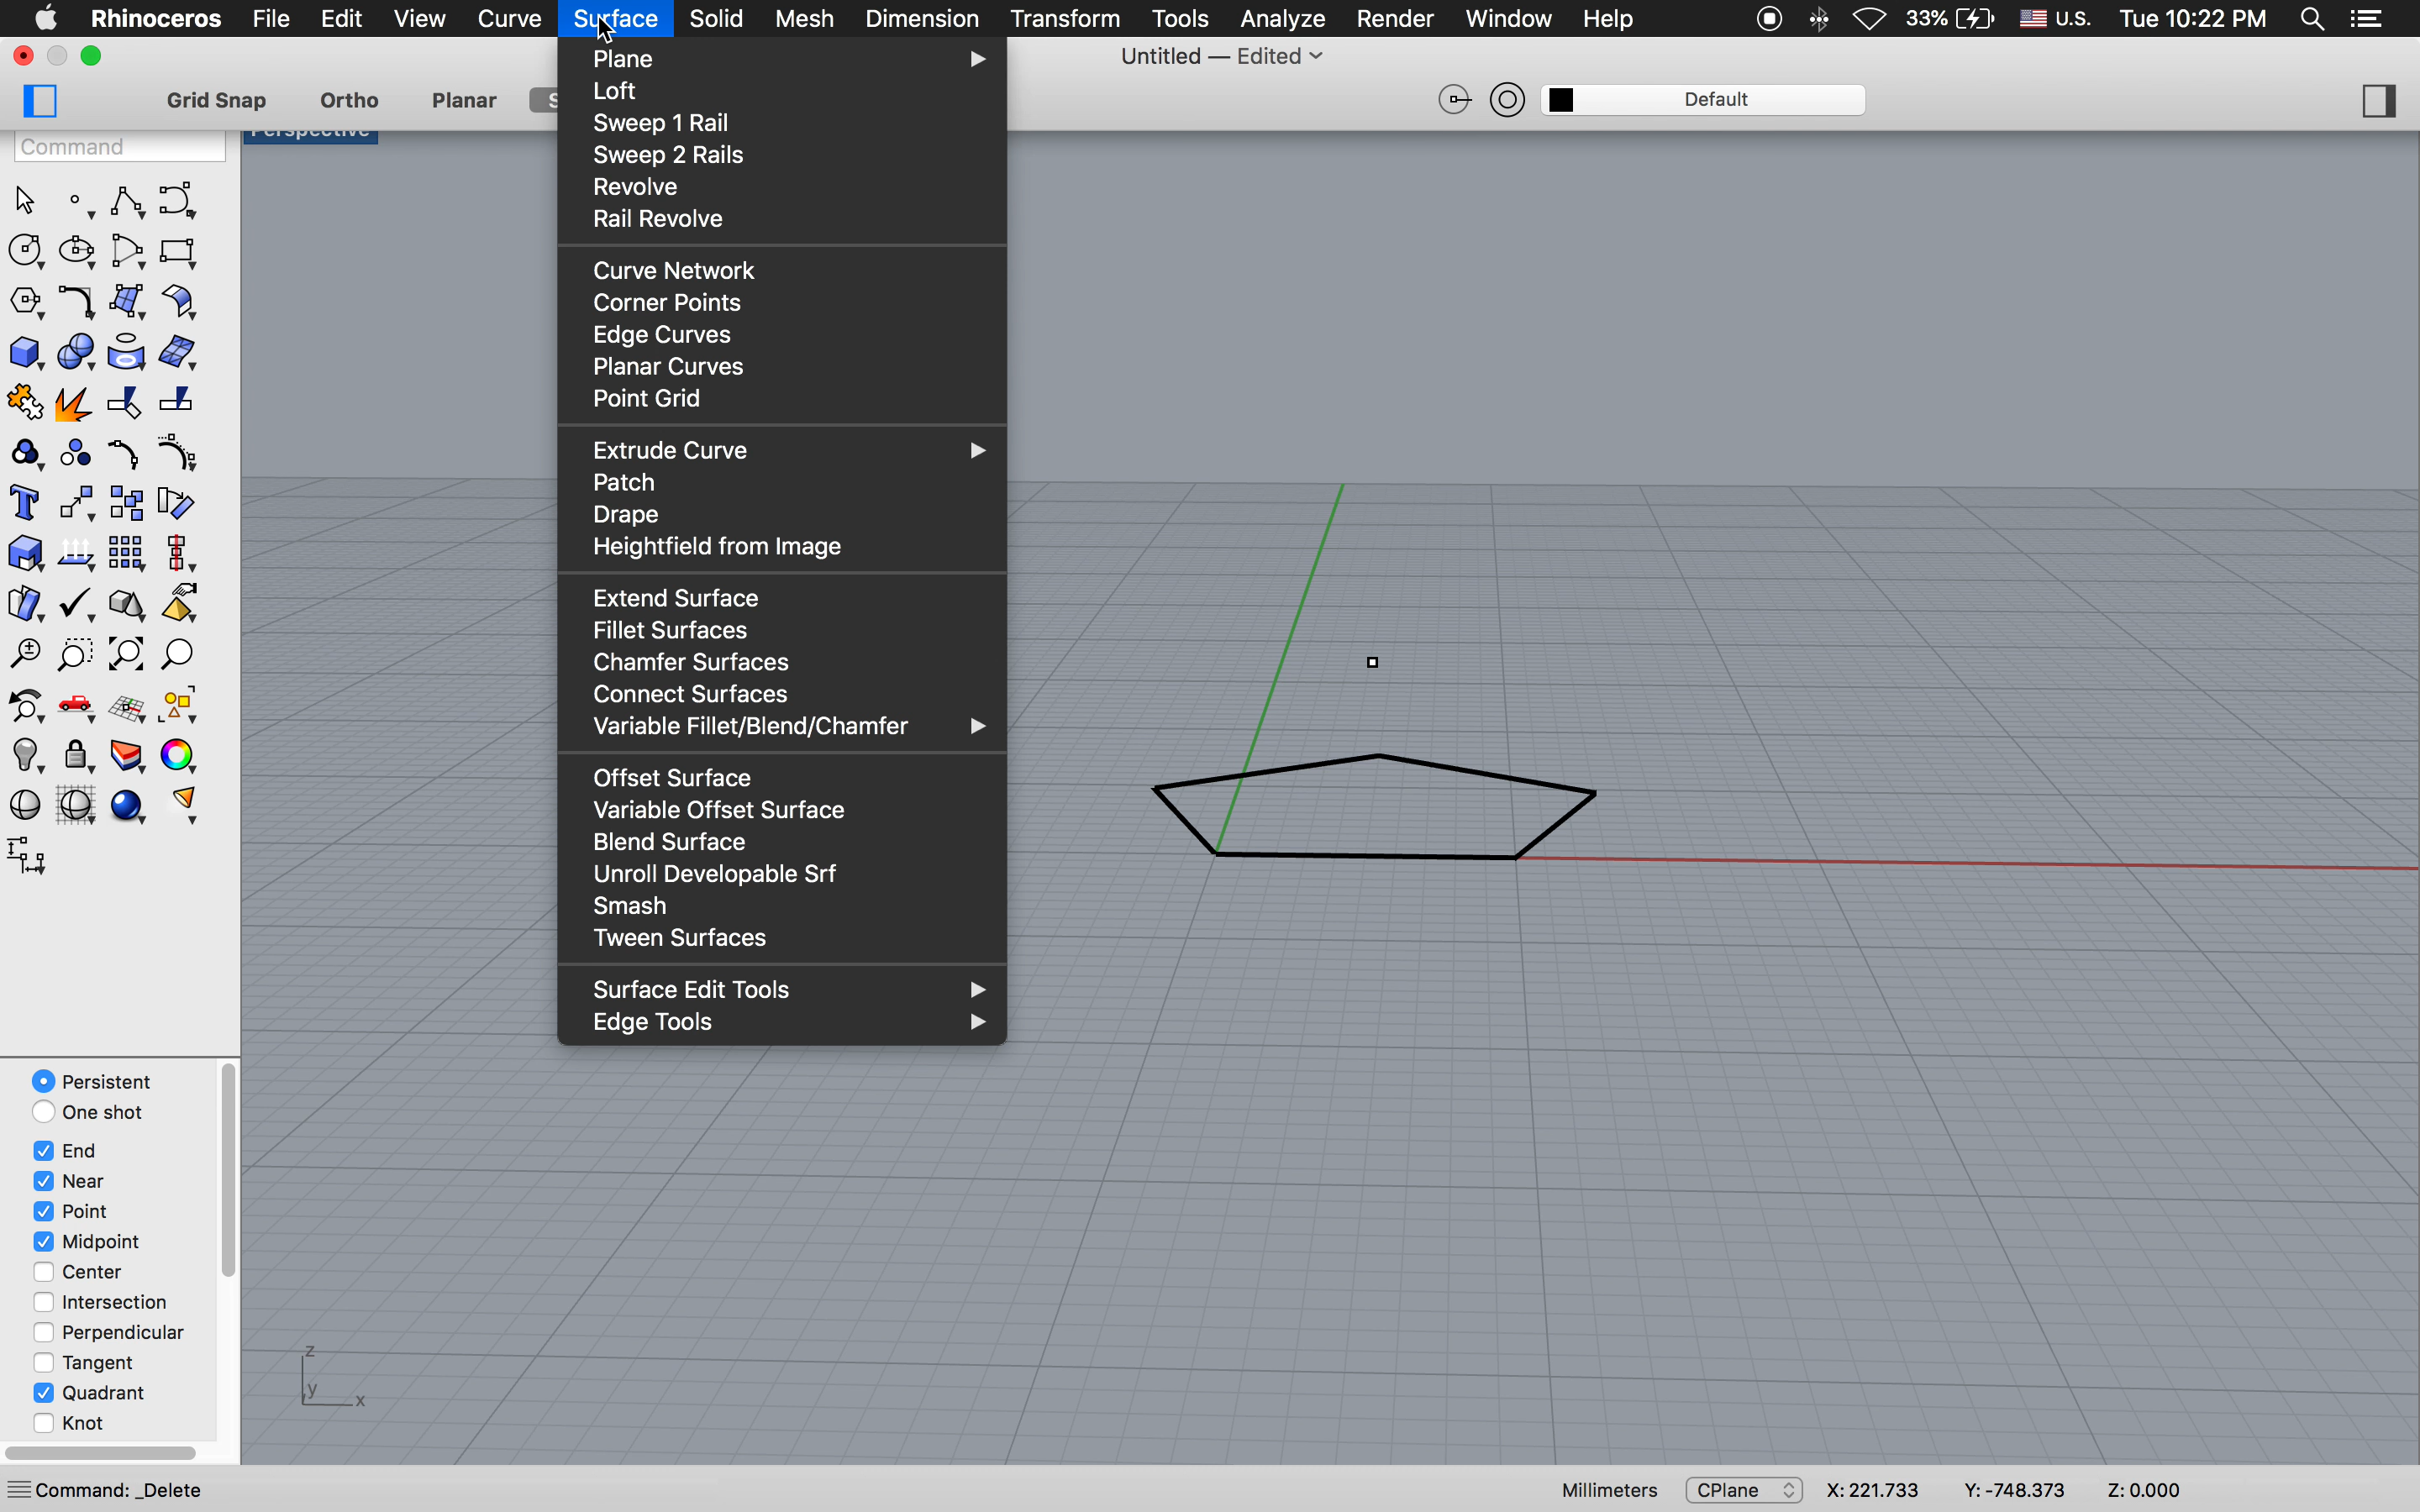 Rhinoceros File Edit View Curve Surface Solid Mesh Dimension Transform Tools Analyze Render Window Help 33% U.S. Tue 10:22 PM
Untitled — Edited
Grid Snap Ortho Planar S Default
Command
Perspective
Plane
Loft
Sweep 1 Rail
Sweep 2 Rails
Revolve
Rail Revolve
Curve Network
Corner Points
Edge Curves
Planar Curves
Point Grid
Extrude Curve
Patch
Drape
Heightfield from Image
Extend Surface
Fillet Surfaces
Chamfer Surfaces
Connect Surfaces
Variable Fillet/Blend/Chamfer
Offset Surface
Variable Offset Surface
Blend Surface
Unroll Developable Srf
Smash
Tween Surfaces
Surface Edit Tools
Edge Tools
Persistent
One shot
End
Near
Point
Midpoint
Center
Intersection
Perpendicular
Tangent
Quadrant
Knot
z
y
x
Command: _Delete Millimeters CPlane X: 221.733 Y: -748.373 Z: 0.000